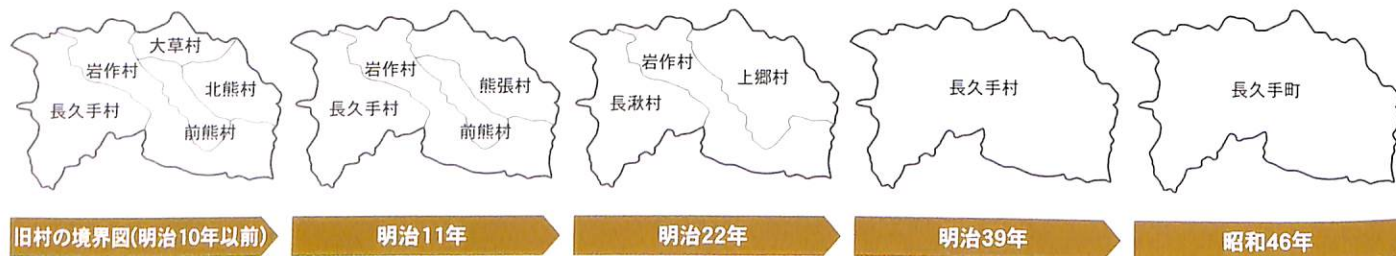 大草村
岩作村
北熊村
長久手村
前熊村
旧村の境界図(明治10年以前)
岩作村
熊張村
長久手村
前熊村
明治11年
岩作村
上郷村
長湫村
明治22年
長久手村
明治39年
長久手町
昭和46年